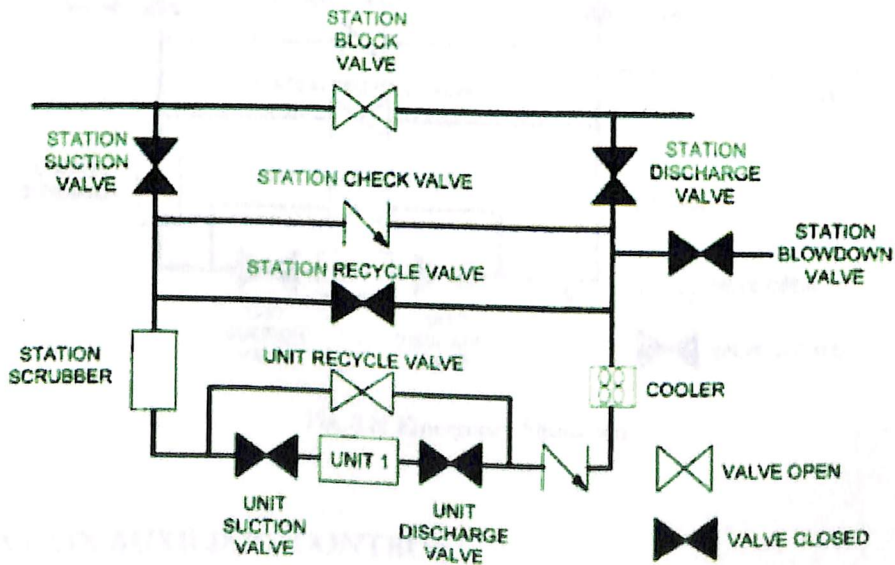 STATION
BLOCK
VALVE
STATION
SUCTION
VALVE
STATION
DISCHARGE
VALVE
STATION CHECK VALVE
STATION
BLOWDOWN
VALVE
STATION RECYCLE VALVE
STATION
SCRUBBER
UNIT RECYCLE VALVE
COOLER
UNIT 1
VALVE OPEN
UNIT
SUCTION
VALVE
UNIT
DISCHARGE
VALVE
VALVE CLOSED